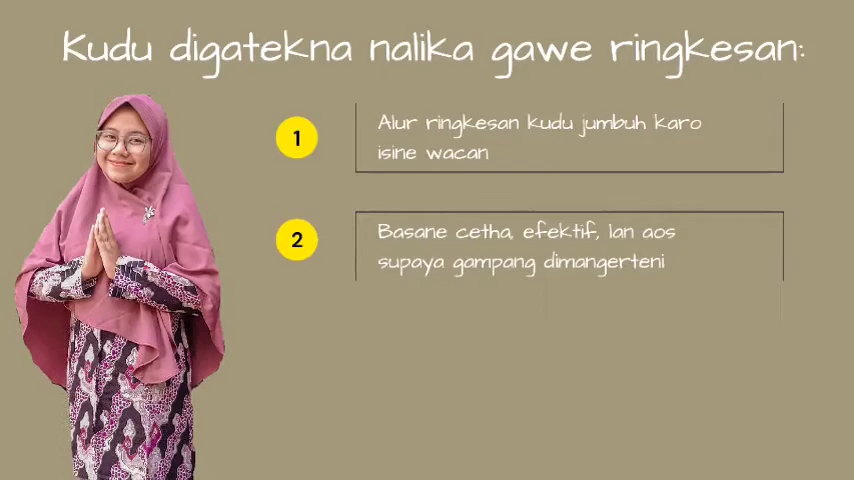 Kudu digatekna nalika gawe ringkesan:
1
Alur ringkesan kudu jumbuh karo
isine wacan
2
Basane cetha, efektif, lan aos
supaya gampang dimangerteni